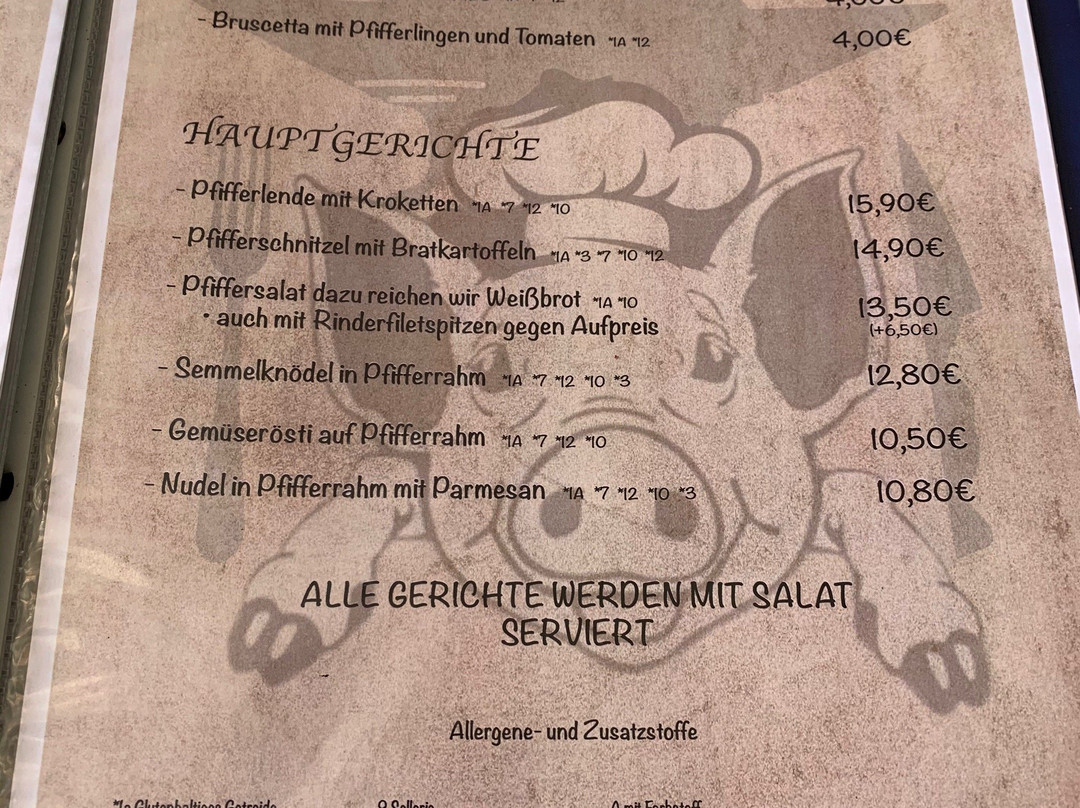 - Bruscetta mit Pfifferlingen und Tomaten *1A *12 4,00€
HAUPTGERICHTE
- Pfifferlende mit Kroketten *1A *7 *12 *10 15,90€
- Pfifferschnitzel mit Bratkartoffeln *1A *3 *7 *10 *12 14,90€
- Pfiffersalat dazu reichen wir Weißbrot *1A *10 13,50€
• auch mit Rinderfiletspitzen gegen Aufpreis (+6,50€)
- Semmelknödel in Pfifferrahm *1A *7 *12 *10 *3 12,80€
- Gemüserösti auf Pfifferrahm *1A *7 *12 *10 10,50€
- Nudel in Pfifferrahm mit Parmesan *1A *7 *12 *10 *3 10,80€
ALLE GERICHTE WERDEN MIT SALAT
SERVIERT
Allergene- und Zusatzstoffe